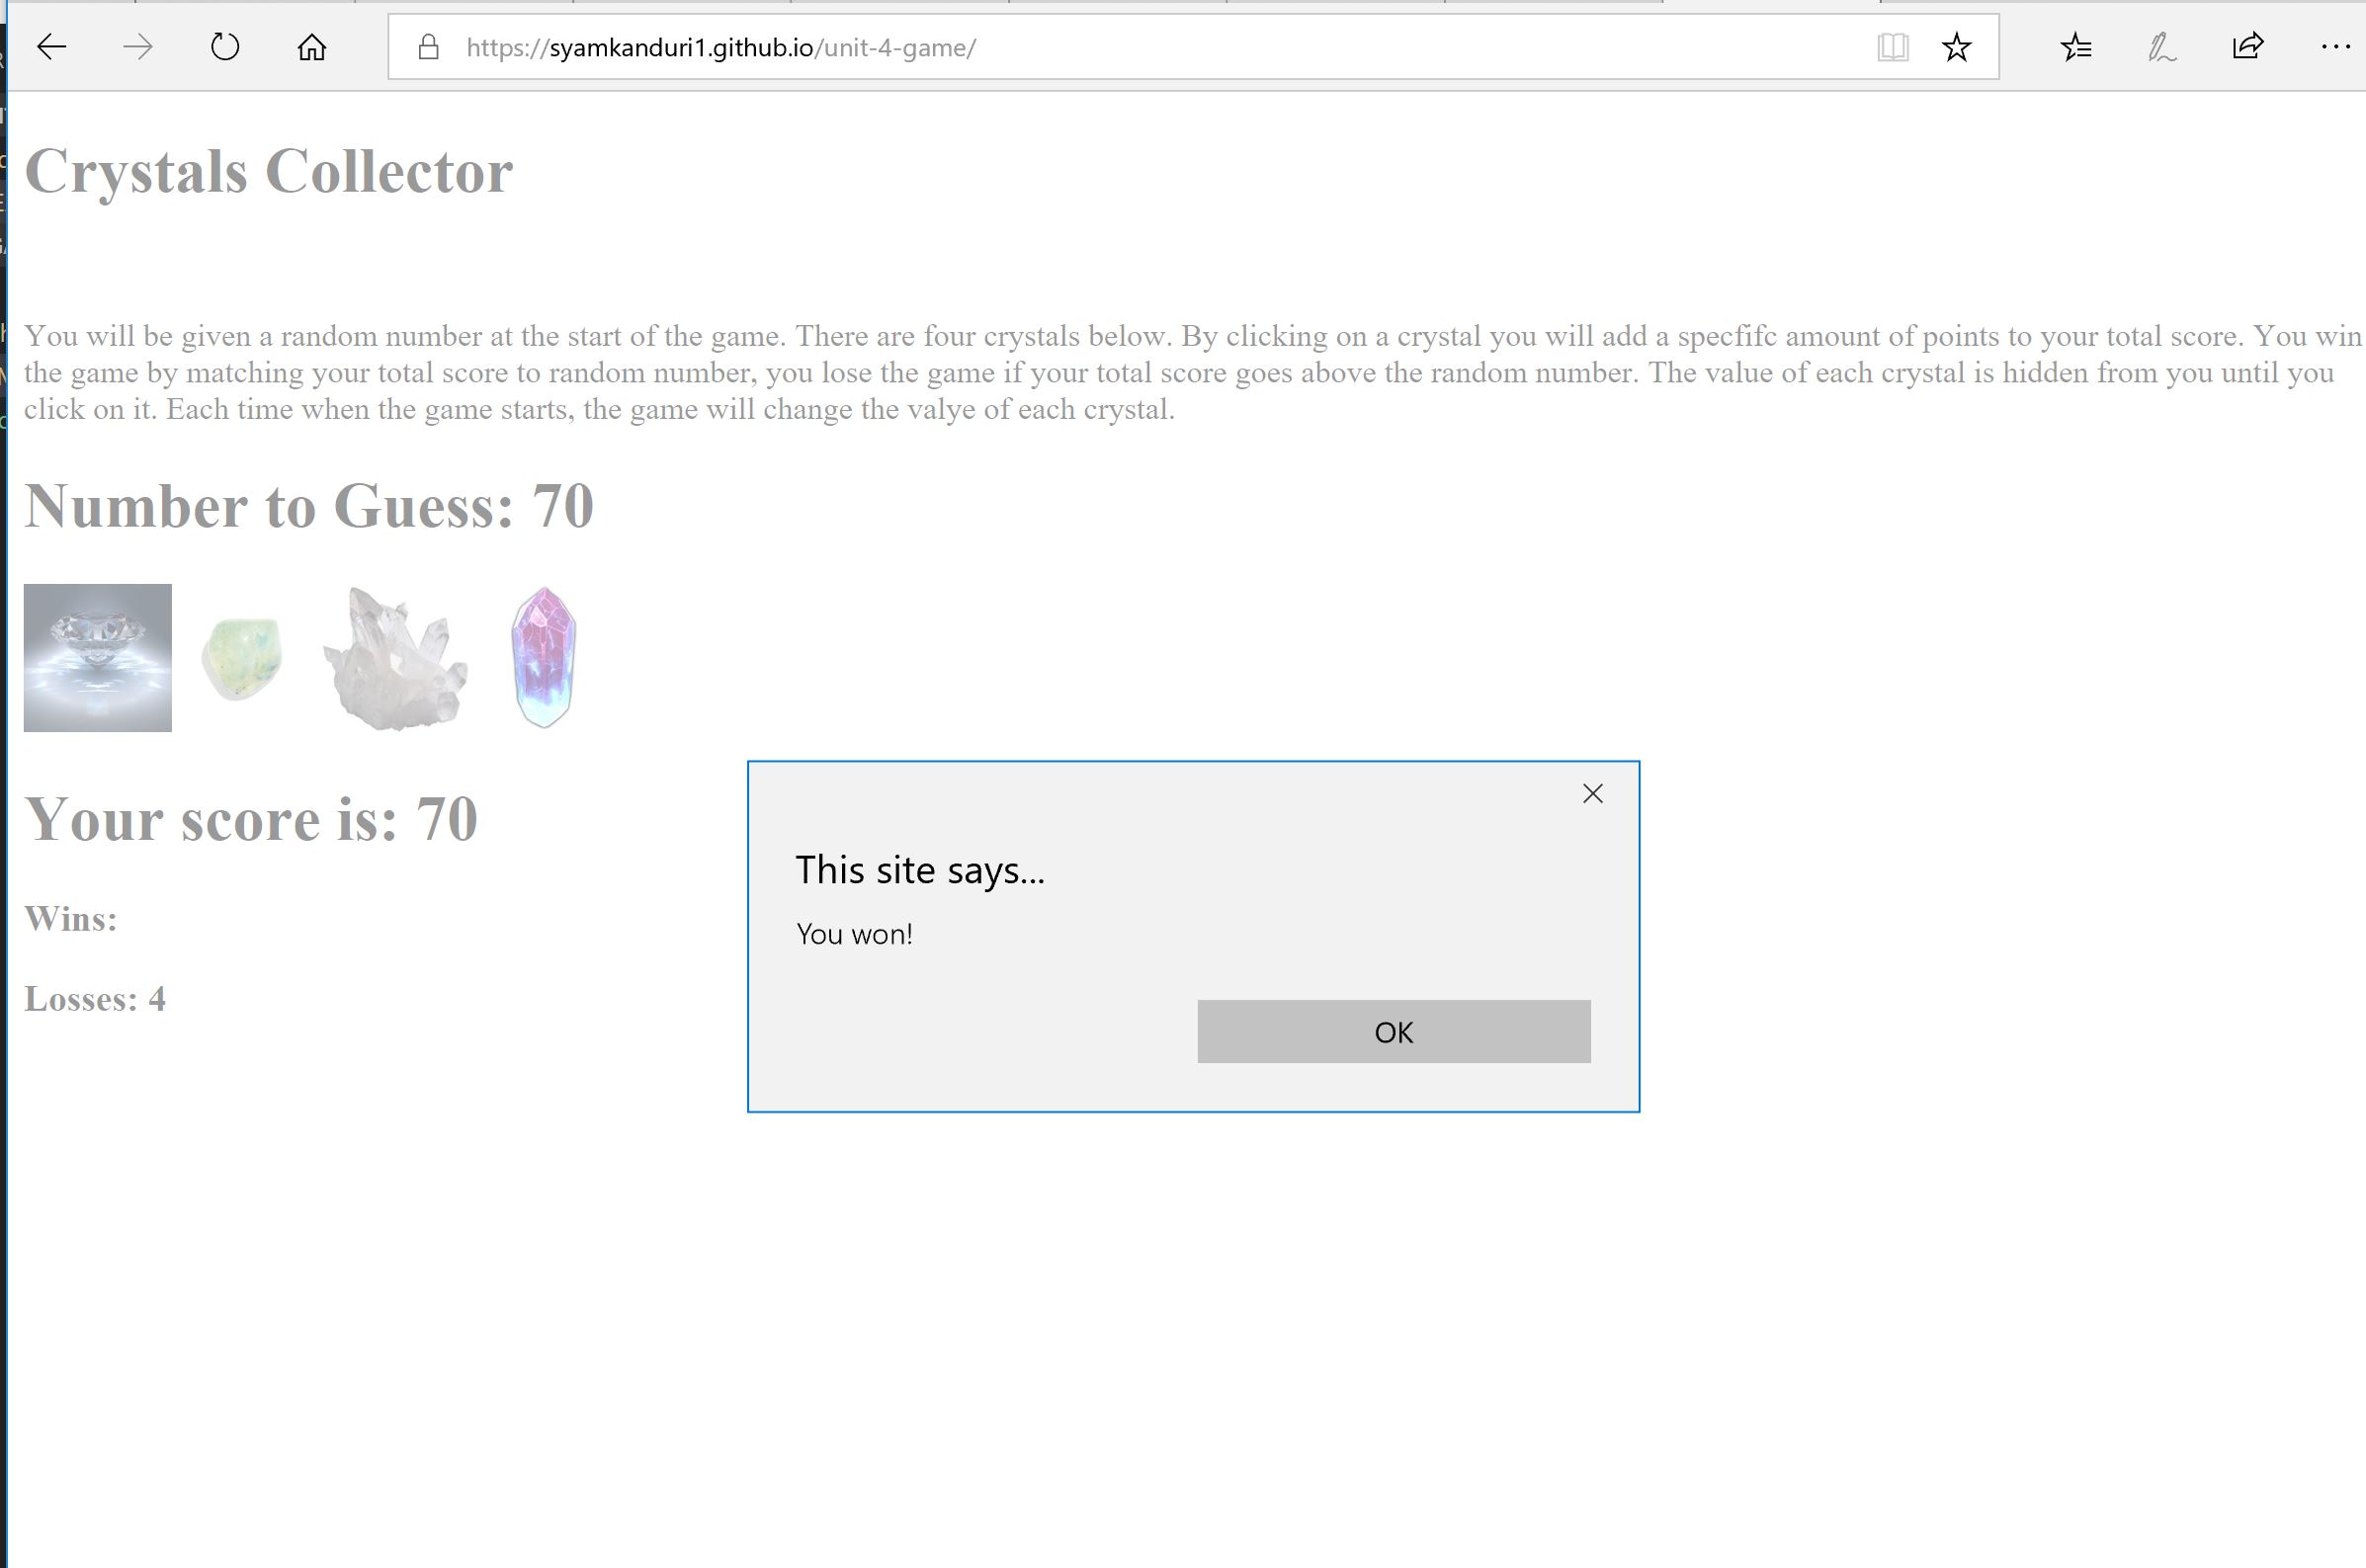 https://syamkanduri1.github.io/unit-4-game/
Crystals Collector
You will be given a random number at the start of the game. There are four crystals below. By clicking on a crystal you will add a specfifc amount of points to your total score. You win
the game by matching your total score to random number, you lose the game if your total score goes above the random number. The value of each crystal is hidden from you until you
click on it. Each time when the game starts, the game will change the valye of each crystal.
Number to Guess: 70
Your score is: 70
Wins:
Losses: 4
This site says...
You won!
OK